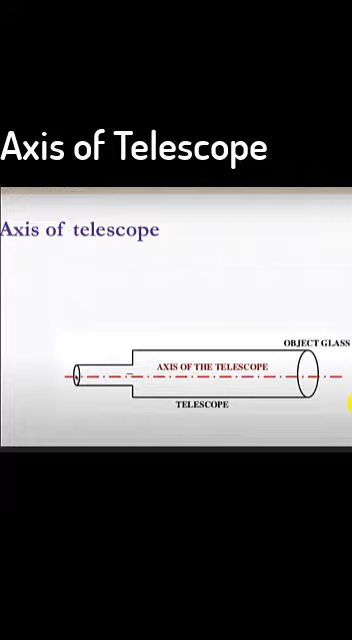 Axis of Telescope
Axis of telescope
OBJECT GLASS
AXIS OF THE TELESCOPE
TELESCOPE